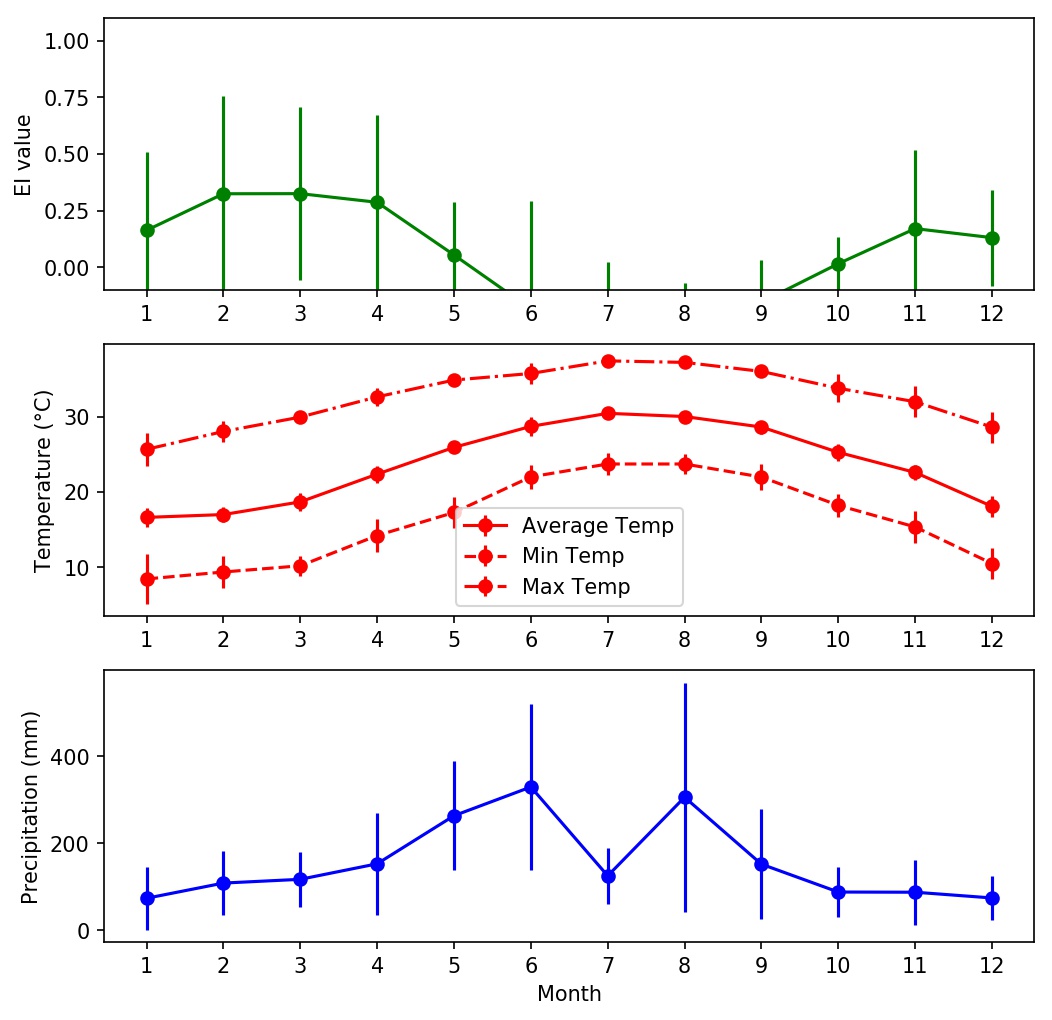 EI value
1.00
0.75
0.50
0.25
0.00
1 2 3 4 5 6 7 8 9 10 11 12
Temperature (°C)
30
20
10
Average Temp
Min Temp
Max Temp
1 2 3 4 5 6 7 8 9 10 11 12
Precipitation (mm)
400
200
0
1 2 3 4 5 6 7 8 9 10 11 12
Month